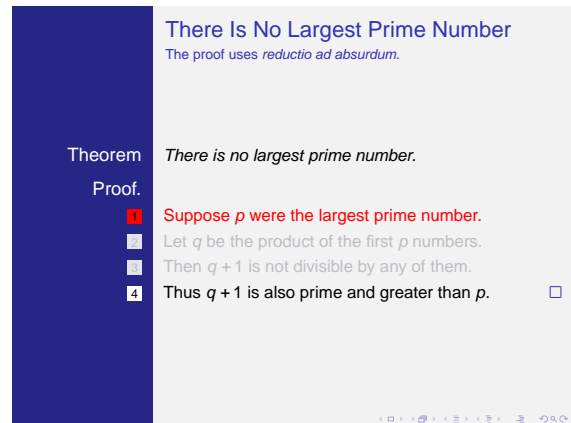 There Is No Largest Prime Number
The proof uses reductio ad absurdum.
Theorem There is no largest prime number.
Proof.
1 Suppose p were the largest prime number.
2 Let q be the product of the first p numbers.
3 Then q + 1 is not divisible by any of them.
4 Thus q + 1 is also prime and greater than p. □